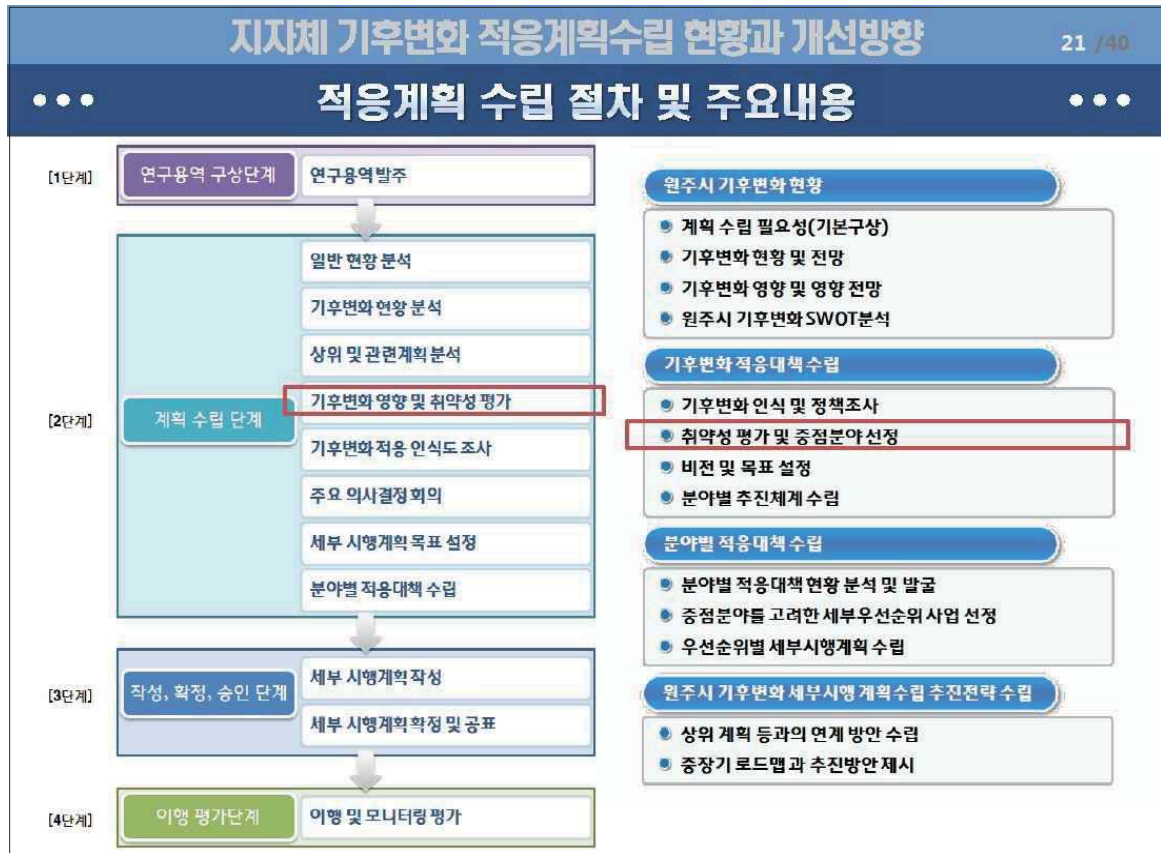 지자체 기후변화 적응계획수립 현황과 개선방향
21 /40
적응계획 수립 절차 및 주요내용
[1단계]
연구용역 구상단계
연구용역 발주
[2단계]
계획 수립 단계
일반 현황 분석
기후변화 현황 분석
상위 및 관련계획 분석
기후변화 영향 및 취약성 평가
기후변화 적응 인식도 조사
주요 의사결정 회의
세부 시행계획 목표 설정
분야별 적응대책 수립
[3단계]
작성, 확정, 승인 단계
세부 시행계획 작성
세부 시행계획 확정 및 공표
[4단계]
이행 평가단계
이행 및 모니터링 평가
원주시 기후변화 현황
계획 수립 필요성(기본구상)
기후변화 현황 및 전망
기후변화 영향 및 영향 전망
원주시 기후변화 SWOT분석
기후변화 적응대책 수립
기후변화 인식 및 정책조사
취약성 평가 및 중점분야 선정
비전 및 목표 설정
분야별 추진체계 수립
분야별 적응대책 수립
분야별 적응대책 현황 분석 및 발굴
중점분야를 고려한 세부우선순위 사업 선정
우선순위별 세부시행계획 수립
원주시 기후변화 세부시행 계획수립 추진전략 수립
상위 계획 등과의 연계 방안 수립
중장기 로드맵과 추진방안 제시